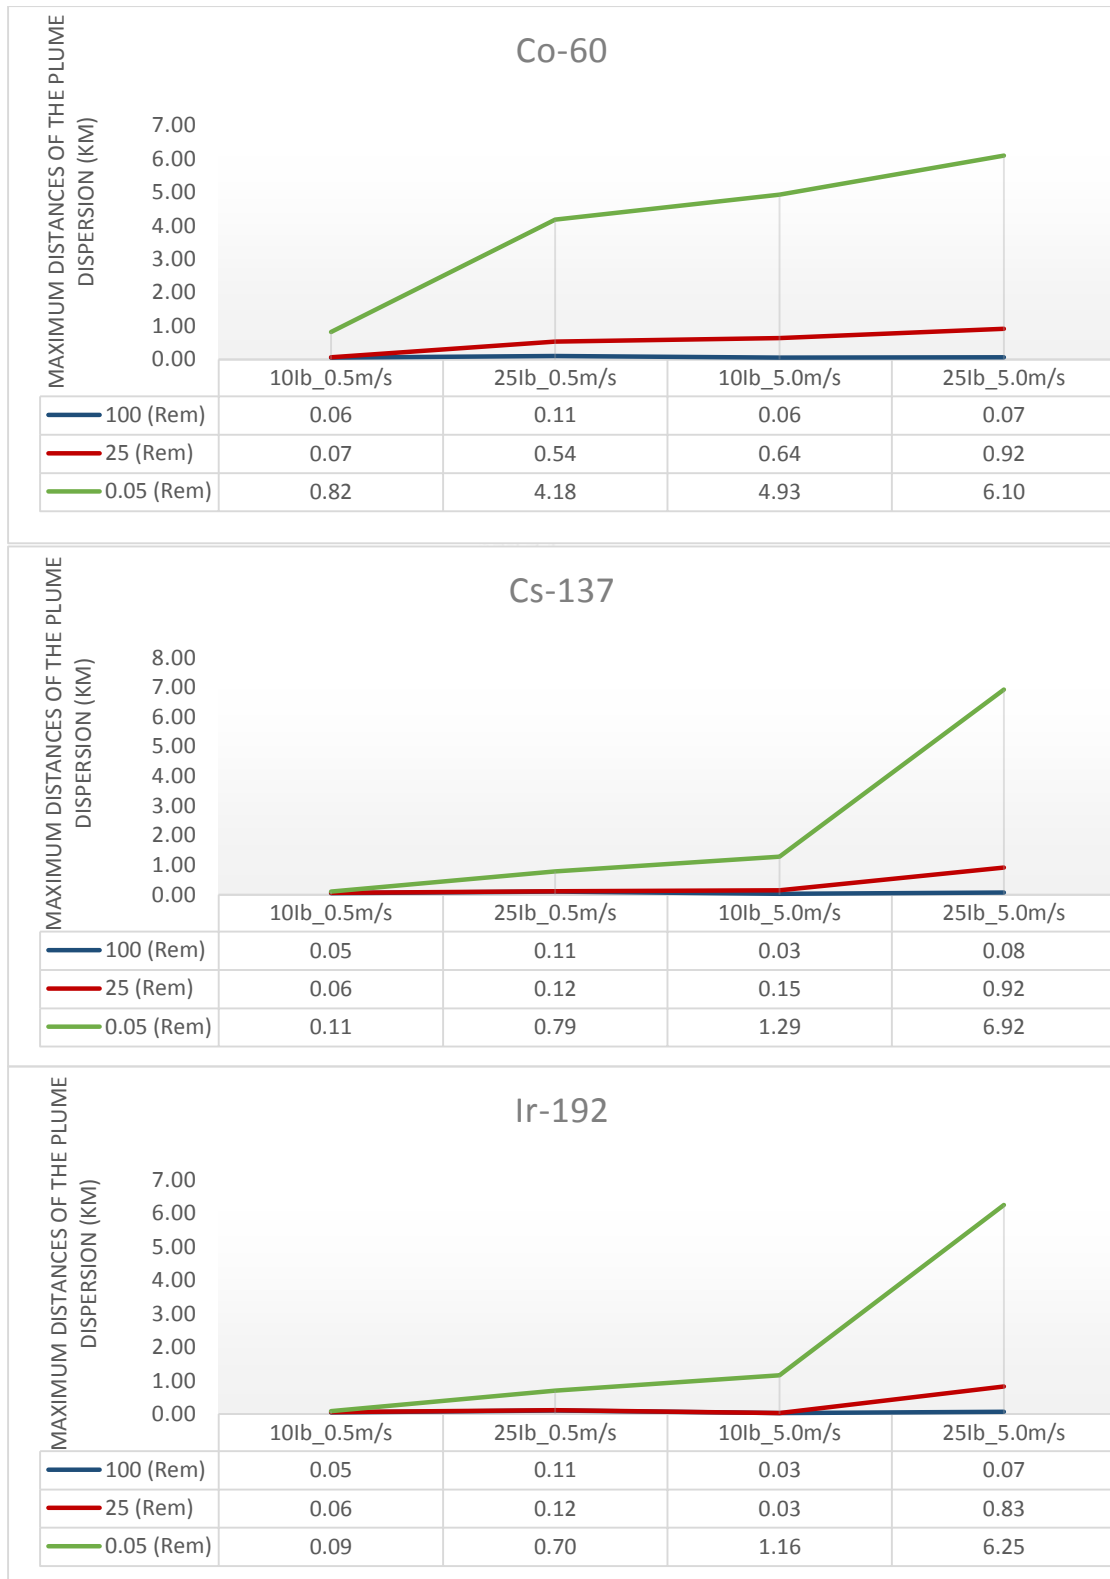 Co-60
MAXIMUM DISTANCES OF THE PLUME
DISPERSION (KM)
7.00
6.00
5.00
4.00
3.00
2.00
1.00
0.00
10Ib_0.5m/s 25Ib_0.5m/s 10Ib_5.0m/s 25Ib_5.0m/s
100 (Rem) 0.06 0.11 0.06 0.07
25 (Rem) 0.07 0.54 0.64 0.92
0.05 (Rem) 0.82 4.18 4.93 6.10
Cs-137
MAXIMUM DISTANCES OF THE PLUME
DISPERSION (KM)
8.00
7.00
6.00
5.00
4.00
3.00
2.00
1.00
0.00
10Ib_0.5m/s 25Ib_0.5m/s 10Ib_5.0m/s 25Ib_5.0m/s
100 (Rem) 0.05 0.11 0.03 0.08
25 (Rem) 0.06 0.12 0.15 0.92
0.05 (Rem) 0.11 0.79 1.29 6.92
Ir-192
MAXIMUM DISTANCES OF THE PLUME
DISPERSION (KM)
7.00
6.00
5.00
4.00
3.00
2.00
1.00
0.00
10Ib_0.5m/s 25Ib_0.5m/s 10Ib_5.0m/s 25Ib_5.0m/s
100 (Rem) 0.05 0.11 0.03 0.07
25 (Rem) 0.06 0.12 0.03 0.83
0.05 (Rem) 0.09 0.70 1.16 6.25